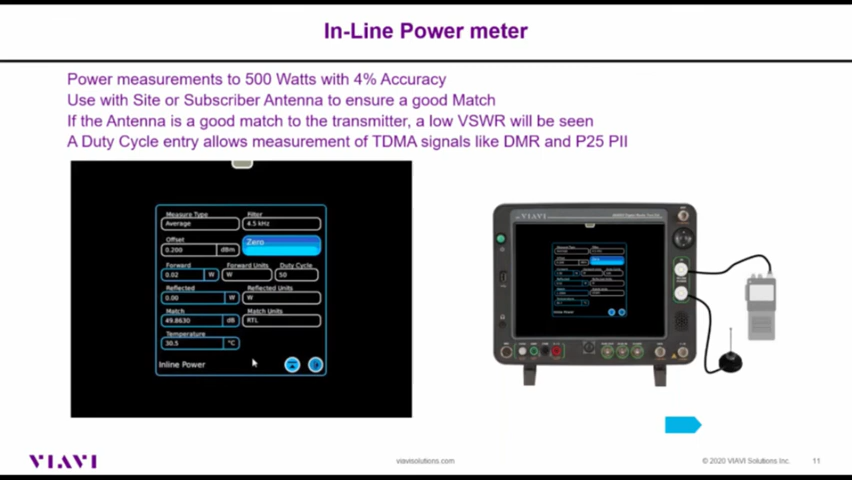 In-Line Power meter
Power measurements to 500 Watts with 4% Accuracy
Use with Site or Subscriber Antenna to ensure a good Match
If the Antenna is a good match to the transmitter, a low VSWR will be seen
A Duty Cycle entry allows measurement of TDMA signals like DMR and P25 PII
Measure Type Filter
Average 4.5 kHz
Offset
0.200 dBm Zero
Forward Forward Units Duty Cycle
0.02 W W 50
Reflected Reflected Units
0.00 W W
Match Match Units
49.8630 dB RTL
Temperature
30.5 °C
Inline Power
VIAVI
VIAVI
viavisolutions.com
© 2020 VIAVI Solutions Inc. 11